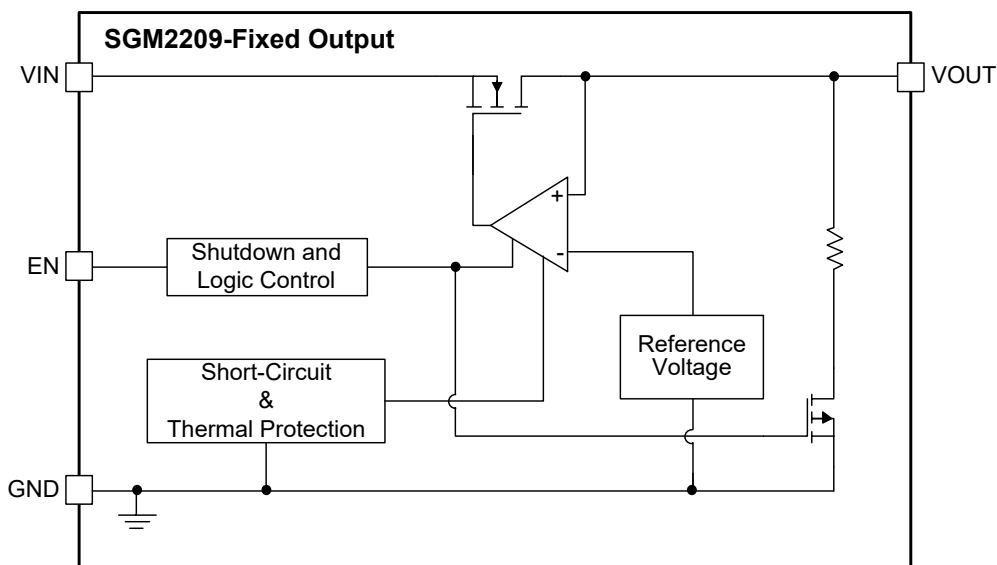 SGM2209-Fixed Output
VIN
VOUT
+
-
EN
Shutdown and
Logic Control
Reference
Voltage
Short-Circuit
&
Thermal Protection
GND